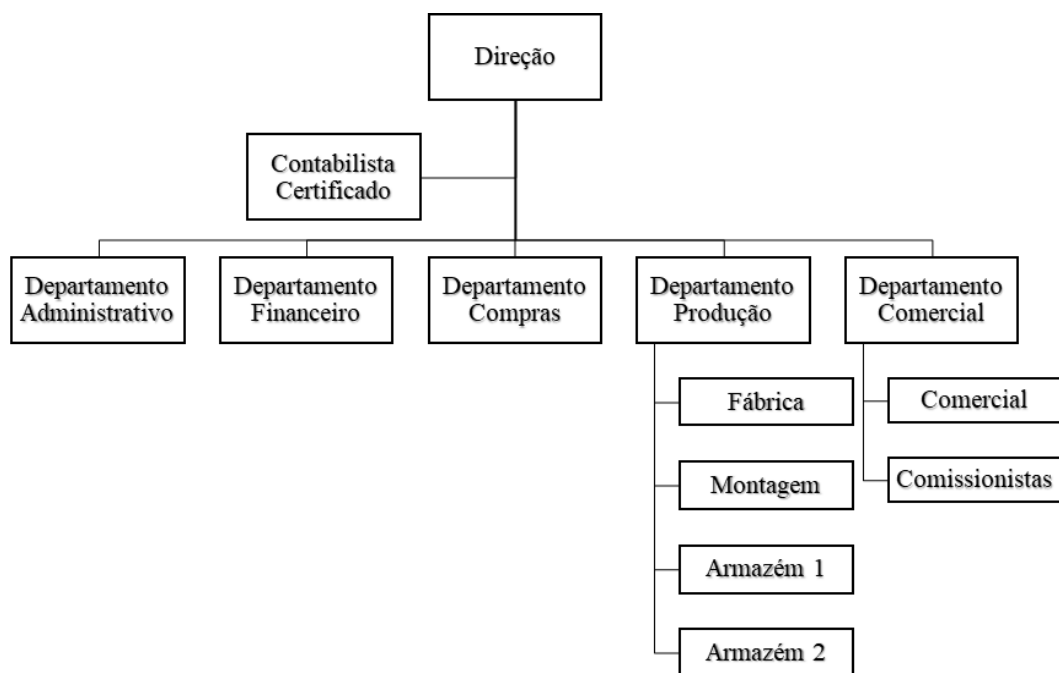 Direção
Contabilista
Certificado
Departamento
Administrativo
Departamento
Financeiro
Departamento
Compras
Departamento
Produção
Departamento
Comercial
Fábrica
Montagem
Armazém 1
Armazém 2
Comercial
Comissionistas